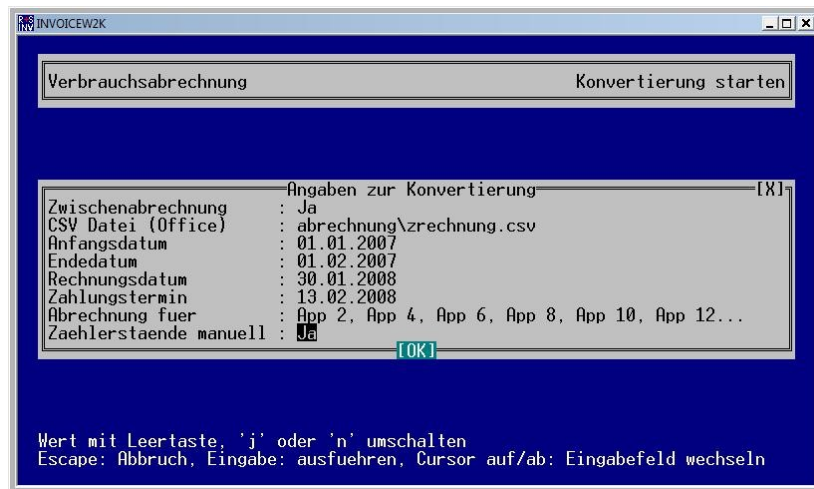 R*S
INV INVOICEW2K
Verbrauchsabrechnung Konvertierung starten
Angaben zur Konvertierung [X]
Zwischenabrechnung : Ja
CSV Datei (Office) : abrechnung\zrechnung.csv
Anfangsdatum : 01.01.2007
Endedatum : 01.02.2007
Rechnungsdatum : 30.01.2008
Zahlungstermin : 13.02.2008
Abrechnung fuer : App 2, App 4, App 6, App 8, App 10, App 12...
Zaehlerstaende manuell : Ja
[OK]
Wert mit Leertaste, 'j' oder 'n' umschalten
Escape: Abbruch, Eingabe: ausfuehren, Cursor auf/ab: Eingabefeld wechseln